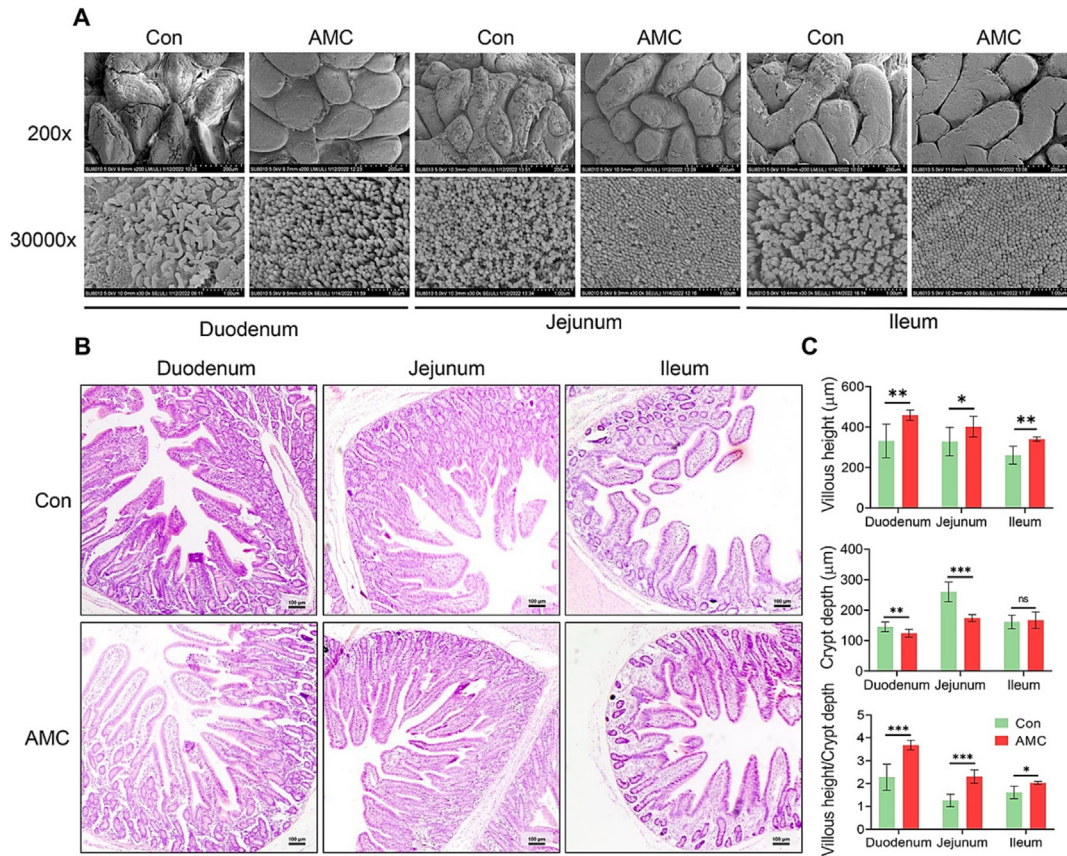 A
Con AMC Con AMC Con AMC
200x
30000x
Duodenum Jejunum Ileum
B
Duodenum Jejunum Ileum
Con
100 μm 100 μm 100 μm
AMC
100 μm 100 μm 100 μm
C
Villous height (μm)
600
400
200
0
** * **
Duodenum Jejunum Ileum
Crypt depth (μm)
400
300
200
100
0
** *** ns
Duodenum Jejunum Ileum
Villous height/Crypt depth
5
4
3
2
1
0
*** *** *
Con
AMC
Duodenum Jejunum Ileum